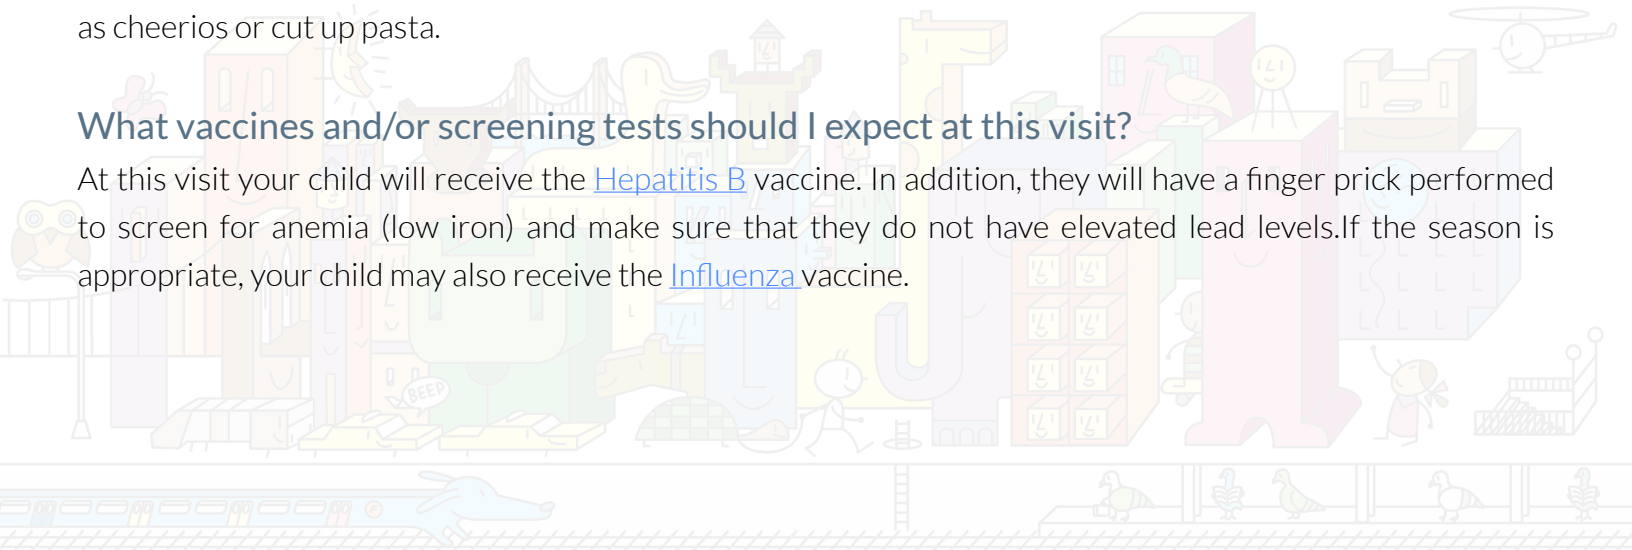 as cheerios or cut up pasta.
What vaccines and/or screening tests should I expect at this visit?
At this visit your child will receive the Hepatitis B vaccine. In addition, they will have a finger prick performed
to screen for anemia (low iron) and make sure that they do not have elevated lead levels.If the season is
appropriate, your child may also receive the Influenza vaccine.
BEEP
F